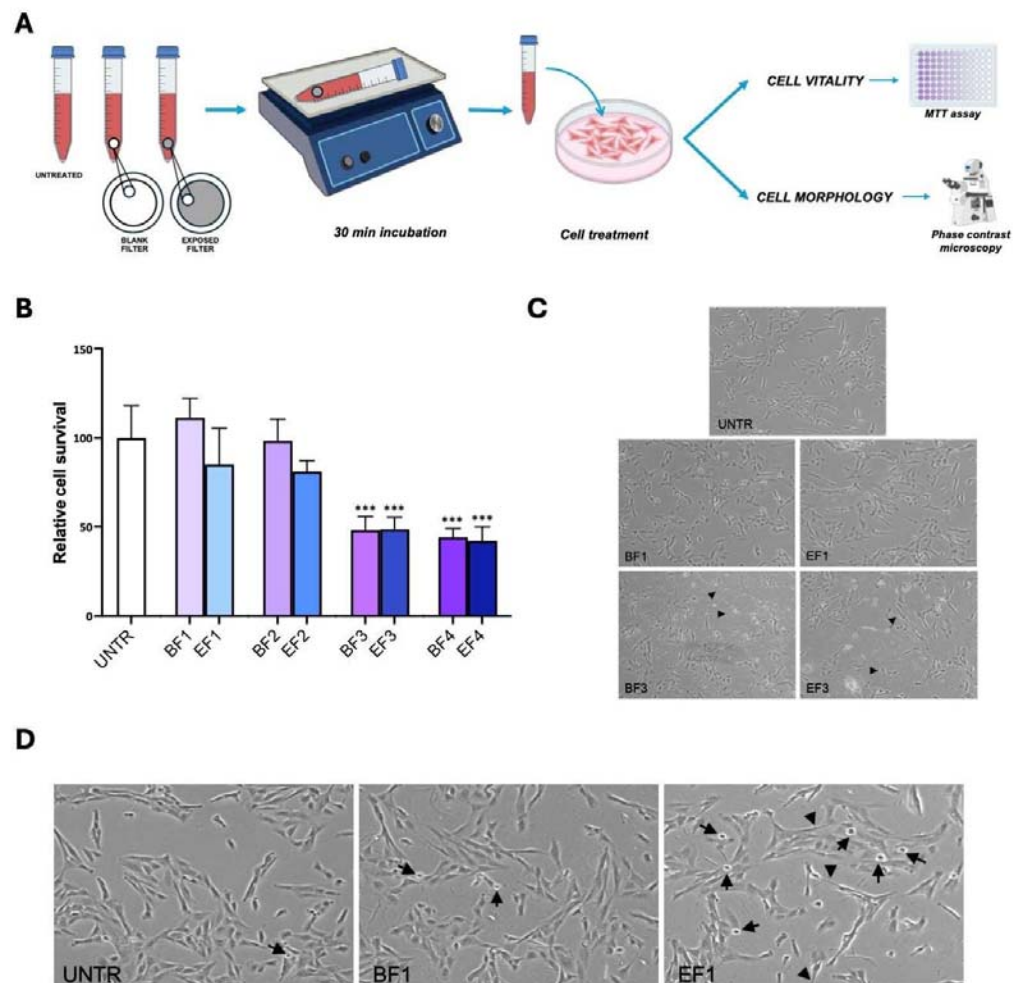 A
UNTREATED
BLANK
FILTER
EXPOSED
FILTER
30 min incubation
Cell treatment
CELL VITALITY
MTT assay
CELL MORPHOLOGY
Phase contrast
microscopy
B
Relative cell survival
150
100
50
0
*** *** *** ***
UNTR BF1 EF1 BF2 EF2 BF3 EF3 BF4 EF4
C
UNTR
BF1
EF1
BF3
EF3
D
UNTR
BF1
EF1